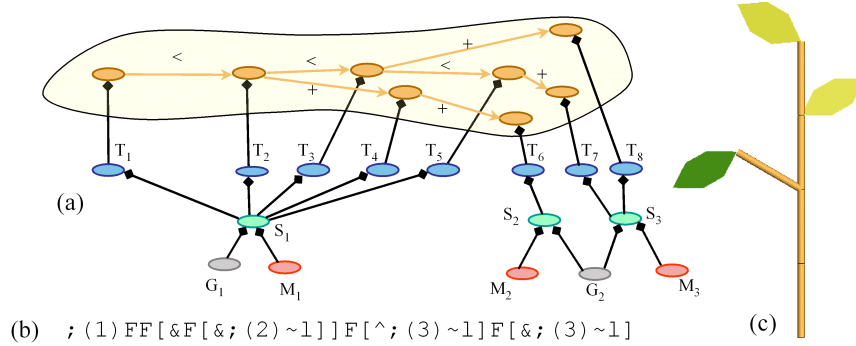 +
< < <
+ + +
T1 T2 T3 T4 T5 T6 T7 T8
(a)
S1 S2 S3
G1 M1 M2 G2 M3
(b) ;(1)FF[&F[&;(2)~l]]F[^;(3)~l]F[&;(3)~l] (c)